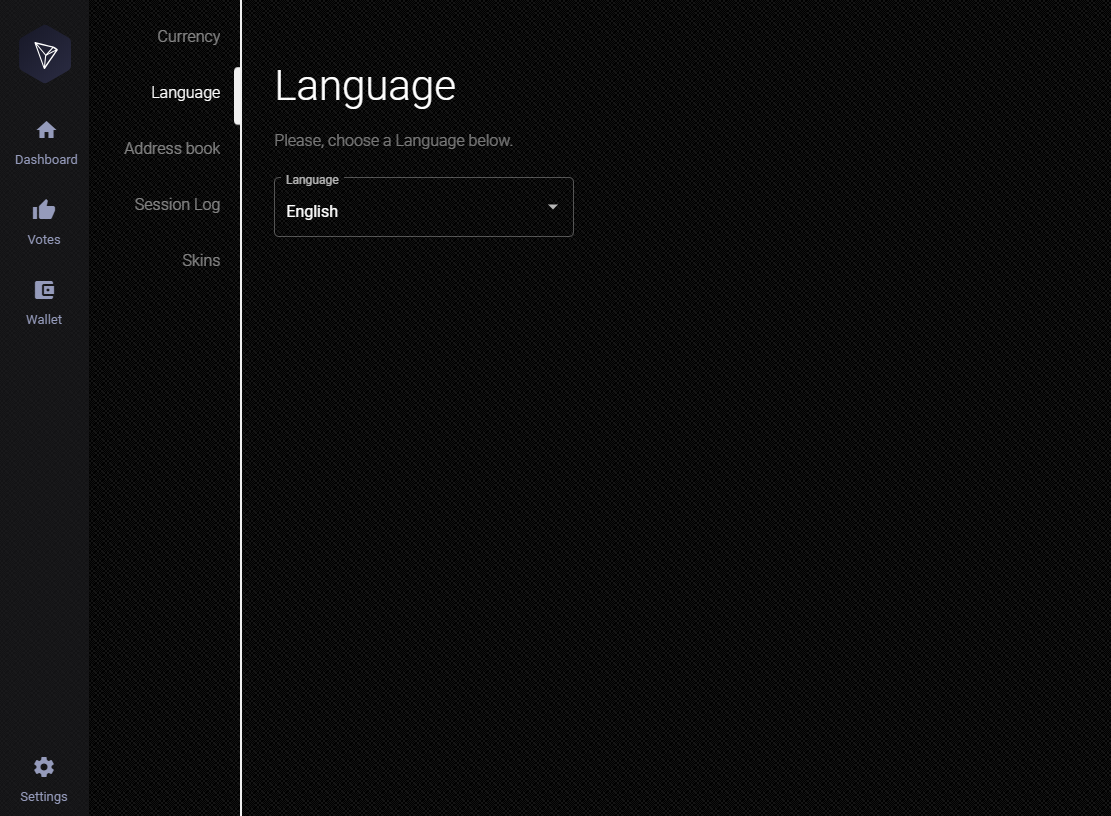 Dashboard
Votes
Wallet
Settings
Currency
Language
Address book
Session Log
Skins
Language
Please, choose a Language below.
Language
English